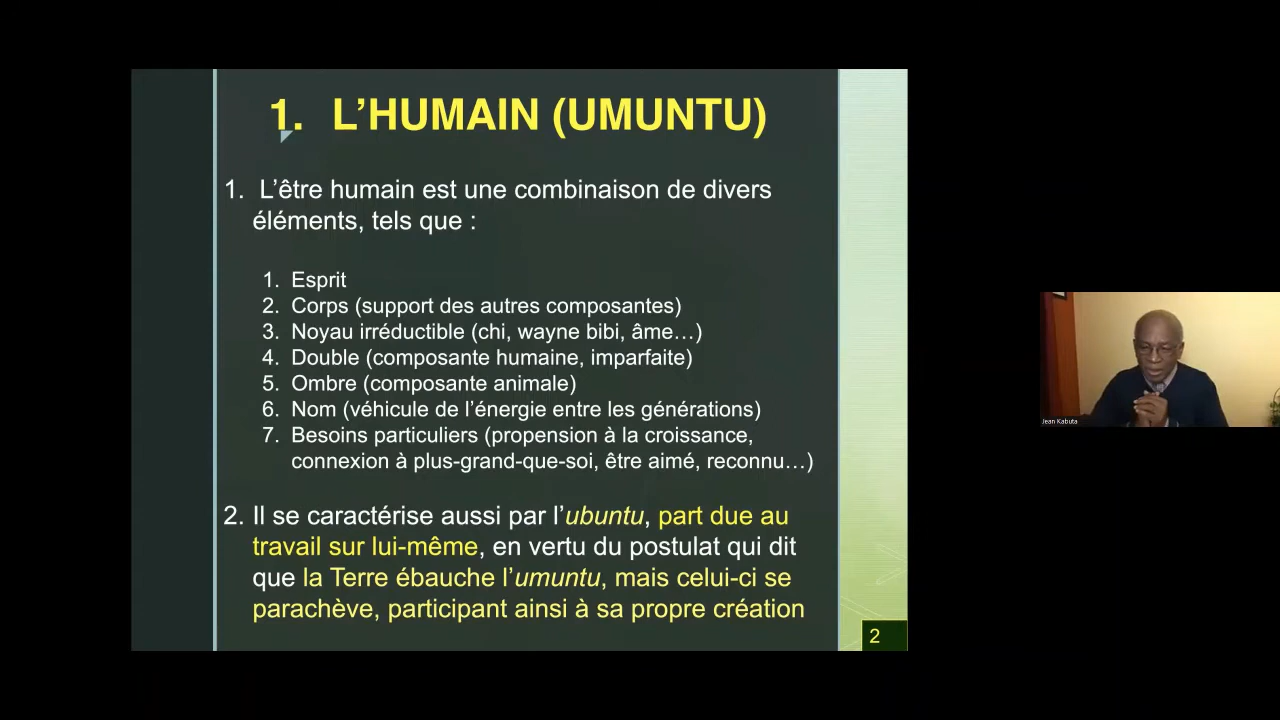 1. L’HUMAIN (UMUNTU)
1. L’être humain est une combinaison de divers
éléments, tels que :
1. Esprit
2. Corps (support des autres composantes)
3. Noyau irréductible (chi, wayne bibi, âme…)
4. Double (composante humaine, imparfaite)
5. Ombre (composante animale)
6. Nom (véhicule de l’énergie entre les générations)
7. Besoins particuliers (propension à la croissance,
connexion à plus-grand-que-soi, être aimé, reconnu…)
2. Il se caractérise aussi par l’ubuntu, part due au
travail sur lui-même, en vertu du postulat qui dit
que la Terre ébauche l’umuntu, mais celui-ci se
parachève, participant ainsi à sa propre création
2
Jean Kabuta